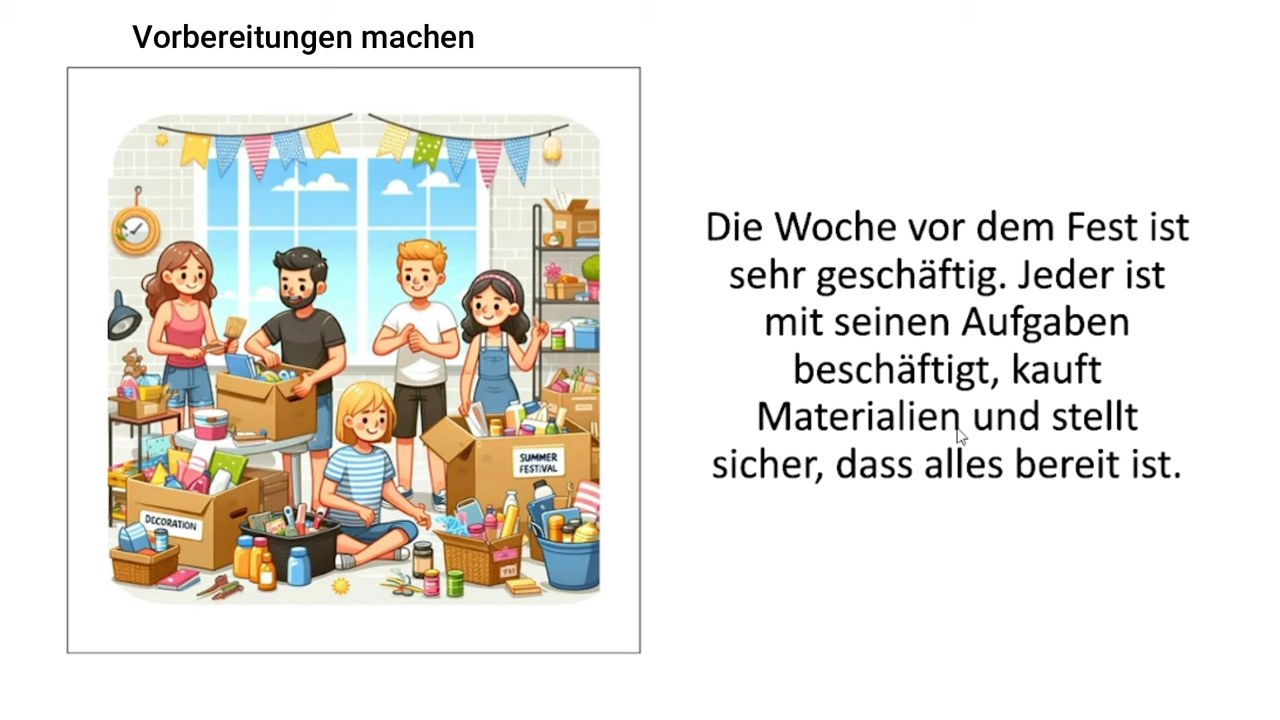 Vorbereitungen machen
Die Woche vor dem Fest ist
sehr geschäftig. Jeder ist
mit seinen Aufgaben
beschäftigt, kauft
Materialien und stellt
sicher, dass alles bereit ist.
SUMMER
FESTIVAL
DECORATION